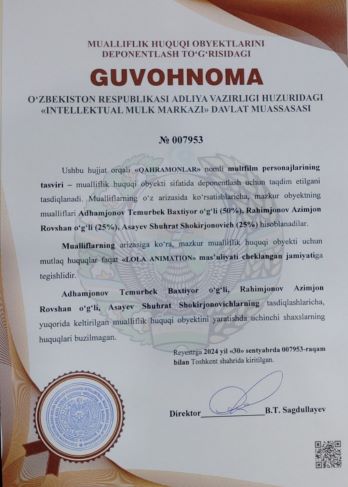 MUALLIFLIK HUQUQI OBYEKTLARINI
DEPONENTLASH TO‘G‘RISIDAGI
GUVOHNOMA
O‘ZBEKISTON RESPUBLIKASI ADLIYA VAZIRLIGI HUZURIDAGI
«INTELLEKTUAL MULK MARKAZI» DAVLAT MUASSASASI
№ 007953
Ushbu hujjat orqali «QAHRAMONLAR» nomli multfilm personajlarining
tasviri – mualliflik huquqi obyekti sifatida deponentlash uchun taqdim etilgani
tasdiqlanadi. Mualliflarning o‘z arizasida ko‘rsatishlaricha, mazkur obyektning
mualliflari Adhamjonov Temurbek Baxtiyor o‘g‘li (50%), Rahimjonov Azimjon
Rovshan o‘g‘li (25%), Asayev Shuhrat Shokirjonovich (25%) hisoblanadilar.
Mualliflarning arizasiga ko‘ra, mazkur mualliflik huquqi obyekti uchun
mutlaq huquqlar faqat «LOLA ANIMATION» mas’uliyati cheklangan jamiyatiga
tegishlidir.
Adhamjonov Temurbek Baxtiyor o‘g‘li, Rahimjonov Azimjon
Rovshan o‘g‘li, Asayev Shuhrat Shokirjonovichlarning tasdiqlashlaricha,
yuqorida keltirilgan mualliflik huquqi obyektini yaratishda uchinchi shaxslarning
huquqlari buzilmagan.
Reyestrga 2024 yil «30» sentyabrda 007953-raqam
bilan Toshkent shahrida kiritilgan.
Direktor B.T. Sagdullayev